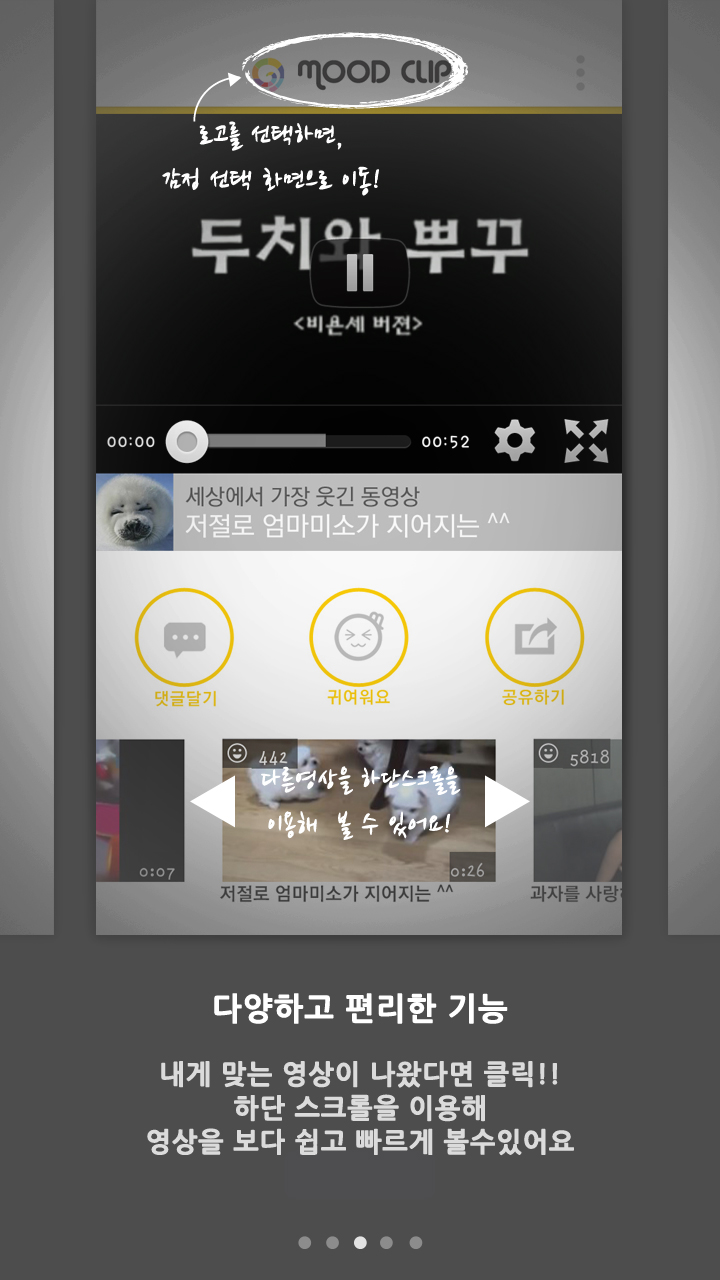 MOOD CLIP
로고를 선택하면,
감정 선택 화면으로 이동!
두치와 뿌꾸
<비욘세 버젼>
00:00
00:52
세상에서 가장 웃긴 동영상
저절로 엄마미소가 지어지는 ^^
댓글달기
귀여워요
공유하기
442
5818
다른영상을 하단스크롤을
이용해 볼 수 있어요!
0:07
0:26
저절로 엄마미소가 지어지는 ^^
과자를 사랑
다양하고 편리한 기능
내게 맞는 영상이 나왔다면 클릭!!
하단 스크롤을 이용해
영상을 보다 쉽고 빠르게 볼수있어요